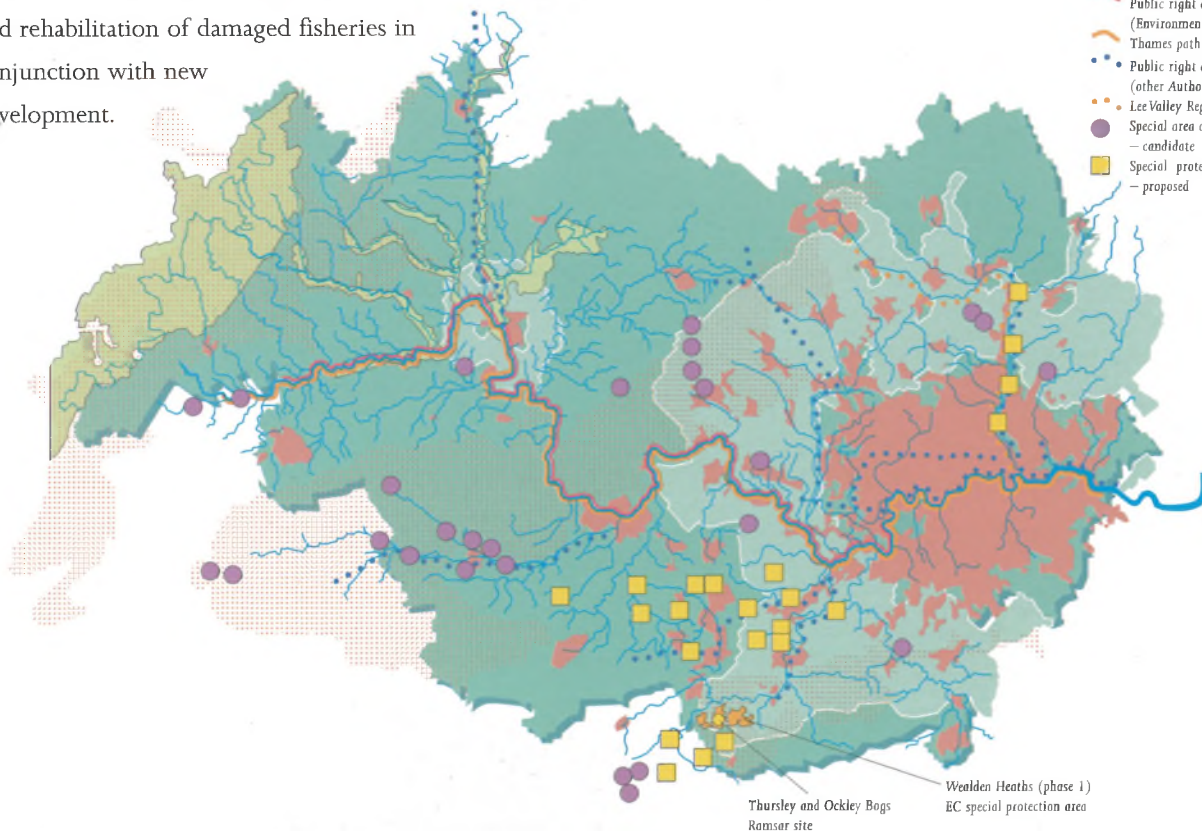 d rehabilitation of damaged fisheries in
njunction with new
velopment.
Public right
(Environmen
Thames path
Public right
(other Autho
Lee Valley Reg
Special area
– candidate
Special prote
– proposed
Wealden Heaths (phase 1)
EC special protection area
Thursley and Ockley Bogs
Ramsar site